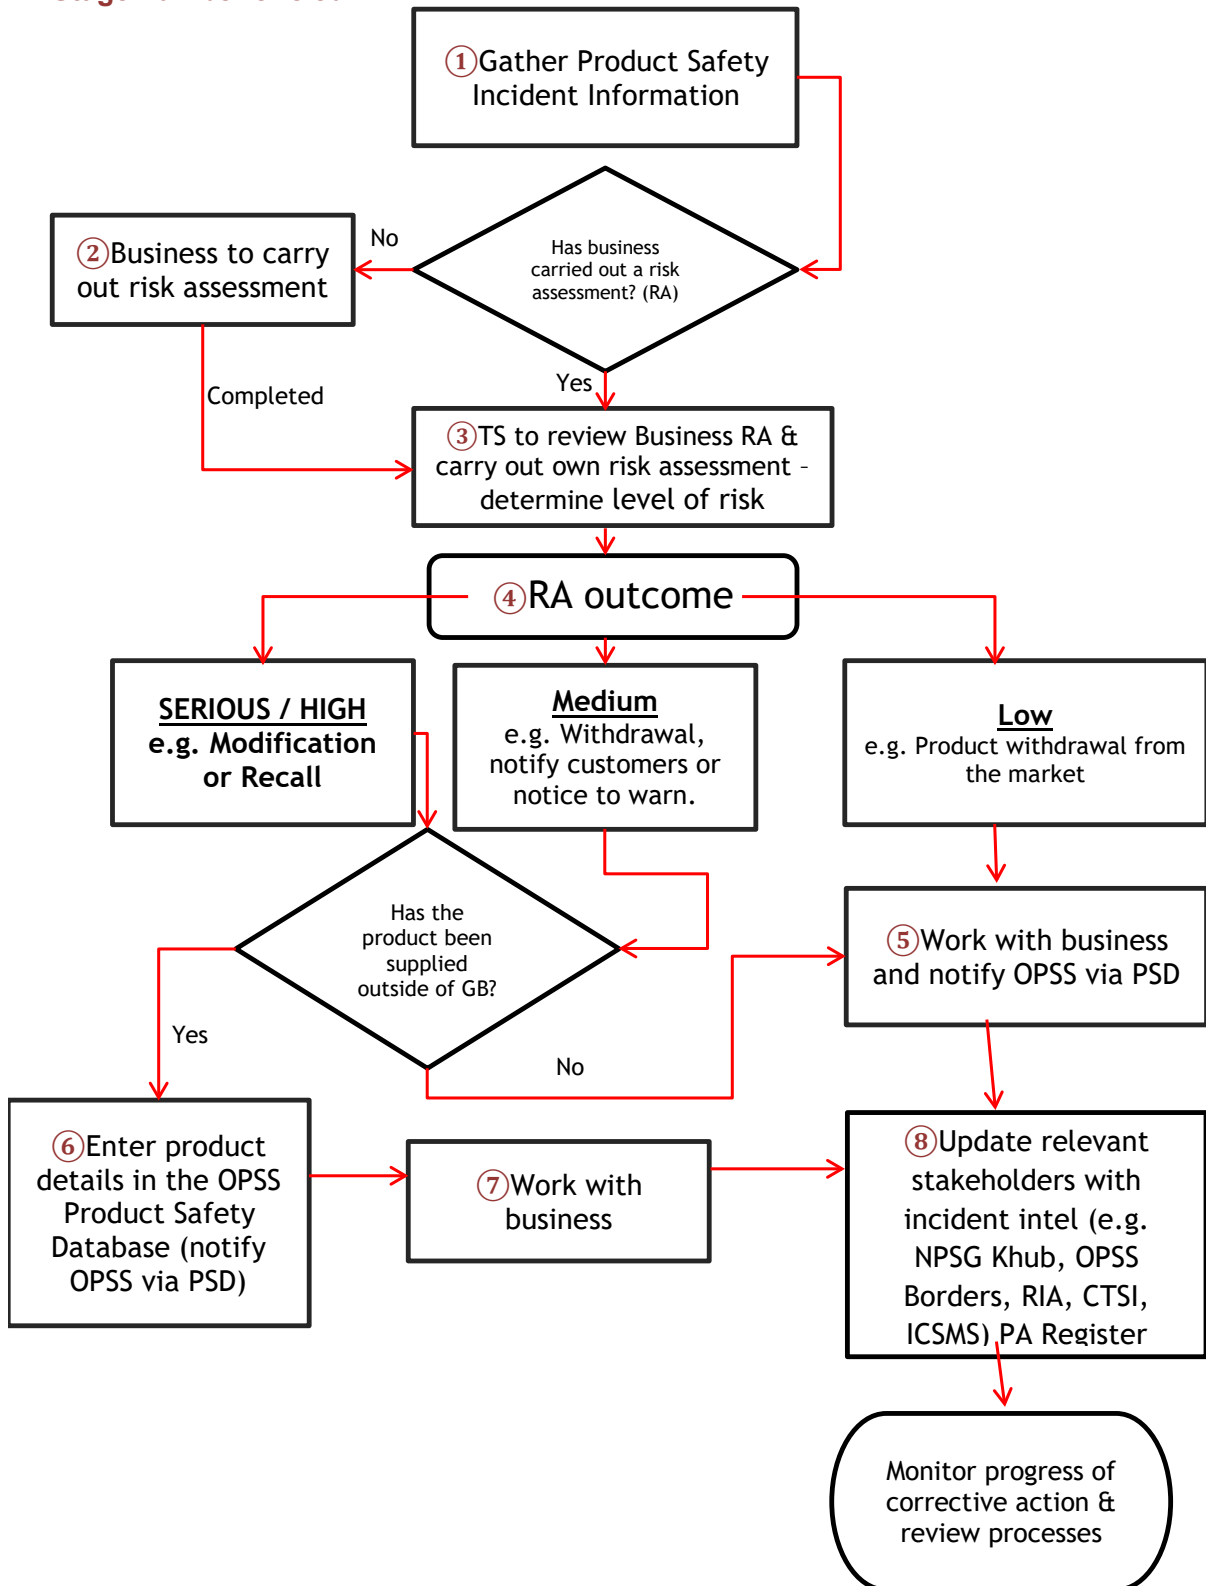 ①Gather Product Safety
Incident Information
Has business
carried out a risk
assessment? (RA)
No
②Business to carry
out risk assessment
Completed
Yes
③TS to review Business RA &
carry out own risk assessment –
determine level of risk
④RA outcome
SERIOUS / HIGH
e.g. Modification
or Recall
Medium
e.g. Withdrawal,
notify customers or
notice to warn.
Low
e.g. Product withdrawal from
the market
Has the
product been
supplied
outside of GB?
⑤Work with business
and notify OPSS via PSD
Yes
No
⑥Enter product
details in the OPSS
Product Safety
Database (notify
OPSS via PSD)
⑦Work with
business
⑧Update relevant
stakeholders with
incident intel (e.g.
NPSG Khub, OPSS
Borders, RIA, CTSI,
ICSMS) PA Register
Monitor progress of
corrective action &
review processes